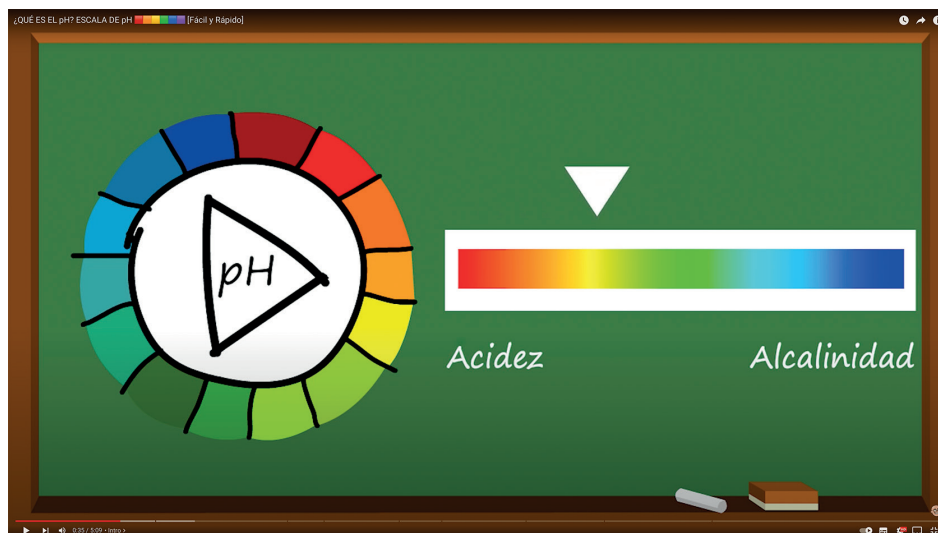 ¿QUÉ ES EL pH? ESCALA DE pH 🟥🟧🟨🟩🟦🟪 [Fácil y Rápido]
pH
Acidez
Alcalinidad
0:35 / 5:09 • Intro >